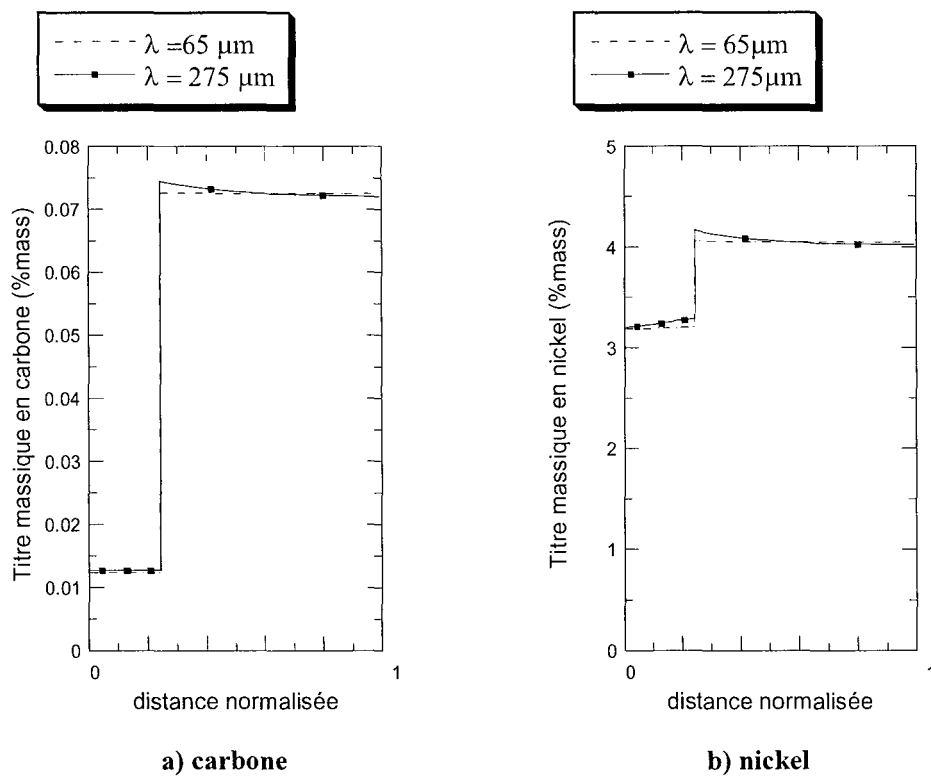 λ =65 µm
λ = 275 µm
0.08
0.07
0.06
0.05
0.04
0.03
0.02
0.01
0
Titre massique en carbone (%mass)
0
1
distance normalisée
a) carbone
λ = 65µm
λ = 275µm
5
4
3
2
1
0
Titre massique en nickel (%mass)
0
1
distance normalisée
b) nickel